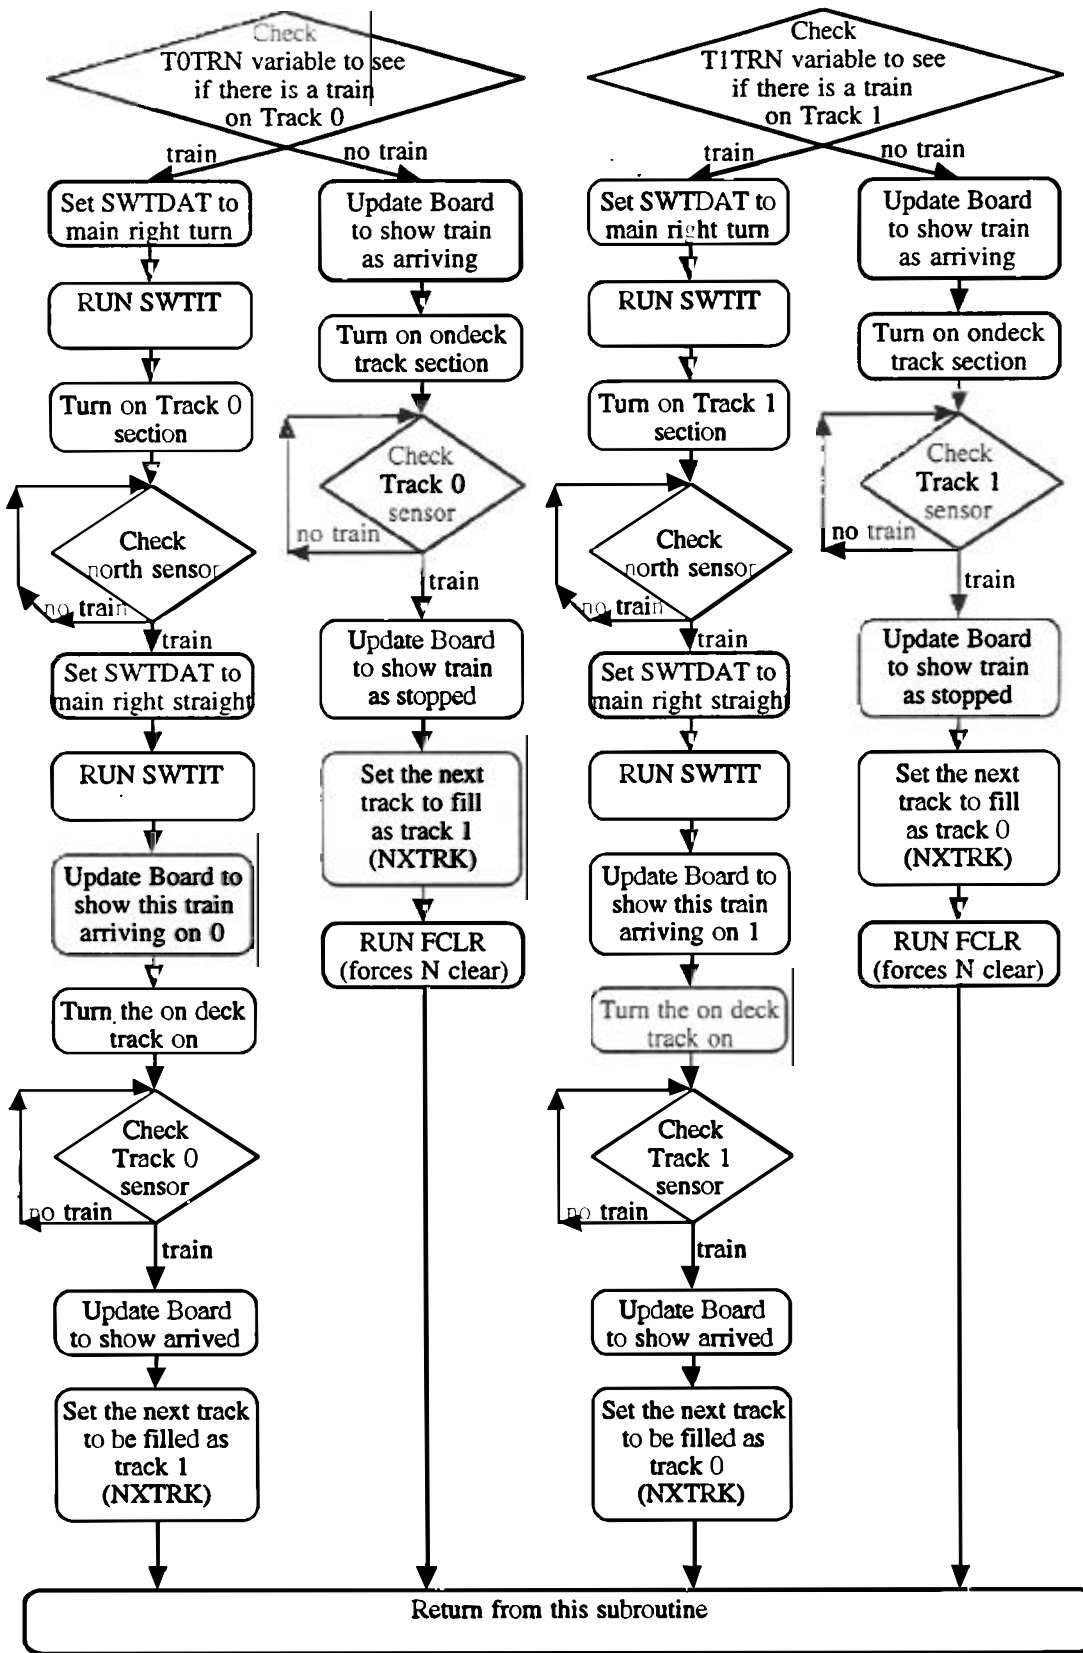 Check
T0TRN variable to see
if there is a train
on Track 0
train
no train
Set SWTDAT to
main right turn
RUN SWTIT
Turn on Track 0
section
Check
north sensor
no train
train
Set SWTDAT to
main right straight
RUN SWTIT
Update Board to
show this train
arriving on 0
Turn the on deck
track on
Check
Track 0
sensor
no train
train
Update Board
to show arrived
Set the next track
to be filled as
track 1
(NXTRK)
Update Board
to show train
as arriving
Turn on ondeck
track section
Check
Track 0
sensor
no train
train
Update Board
to show train
as stopped
Set the next
track to fill
as track 1
(NXTRK)
RUN FCLR
(forces N clear)
Check
T1TRN variable to see
if there is a train
on Track 1
train
no train
Set SWTDAT to
main right turn
RUN SWTIT
Turn on Track 1
section
Check
north sensor
no train
train
Set SWTDAT to
main right straight
RUN SWTIT
Update Board to
show this train
arriving on 1
Turn the on deck
track on
Check
Track 1
sensor
no train
train
Update Board
to show arrived
Set the next track
to be filled as
track 0
(NXTRK)
Update Board
to show train
as arriving
Turn on ondeck
track section
Check
Track 1
sensor
no train
train
Update Board
to show train
as stopped
Set the next
track to fill
as track 0
(NXTRK)
RUN FCLR
(forces N clear)
Return from this subroutine